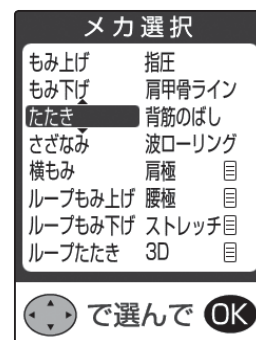 メカ選択
もみ上げ 指圧
もみ下げ 肩甲骨ライン
たたき 背筋のばし
さざなみ 波ローリング
横もみ 肩極
ループもみ上げ 腰極
ループもみ下げ ストレッチ
ループたたき 3D
で選んで OK